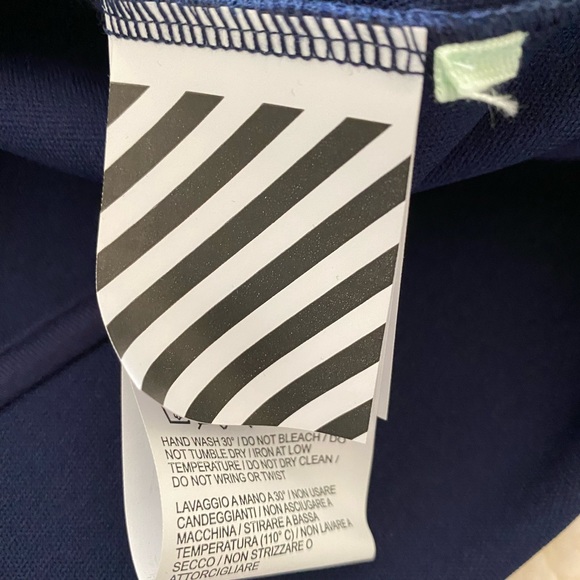 HAND WASH 30° / DO NOT BLEACH / DO
NOT TUMBLE DRY / IRON AT LOW
TEMPERATURE / DO NOT DRY CLEAN /
DO NOT WRING OR TWIST
LAVAGGIO A MANO A 30° / NON USARE
CANDEGGIANTI / NON ASCIUGARE A
MACCHINA / STIRARE A BASSA
TEMPERATURA (110° C) / NON LAVARE A
SECCO / NON STRIZZARE O
ATTORCIGLIARE